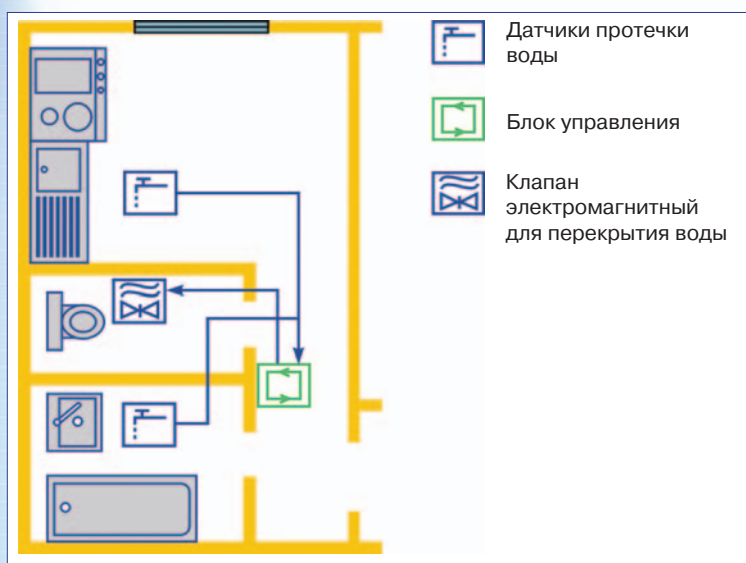 Датчики протечки
воды
Блок управления
Клапан
электромагнитный
для перекрытия воды